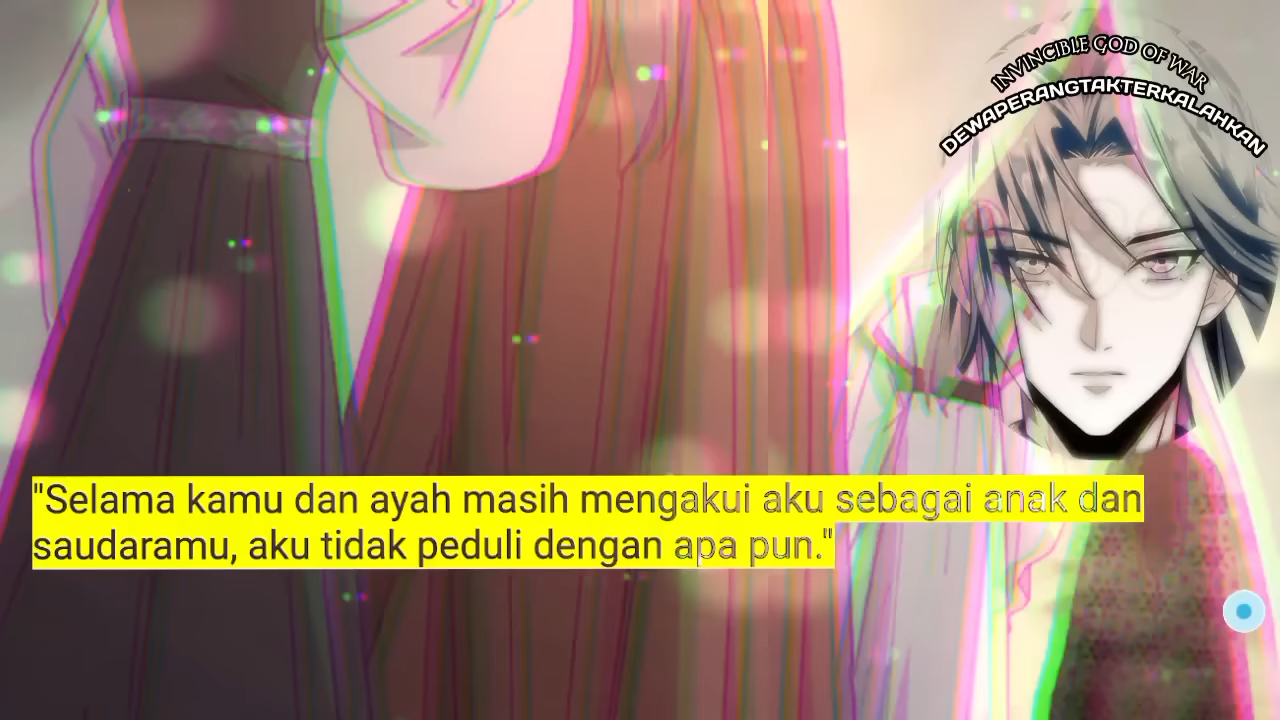 INVINCIBLE GOD OF WAR
DEWAPERANGTAKTERKALAHKAN
"Selama kamu dan ayah masih mengakui aku sebagai anak dan
saudaramu, aku tidak peduli dengan apa pun."